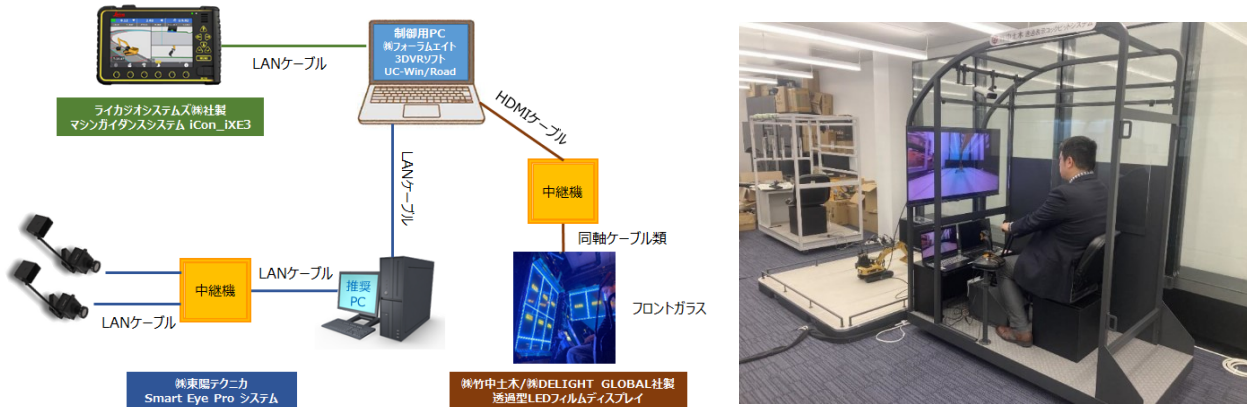 制御用PC
㈱フォーラムエイト
3DVRソフト
UC-Win/Road
LANケーブル
ライカジオシステムズ㈱社製
マシンガイダンスシステム iCon_iXE3
HDMIケーブル
LANケーブル
中継機
同軸ケーブル類
中継機
LANケーブル
推奨
PC
LANケーブル
フロントガラス
㈱東陽テクニカ
Smart Eye Pro システム
㈱竹中土木/㈱DELIGHT GLOBAL社製
透過型LEDフィルムディスプレイ